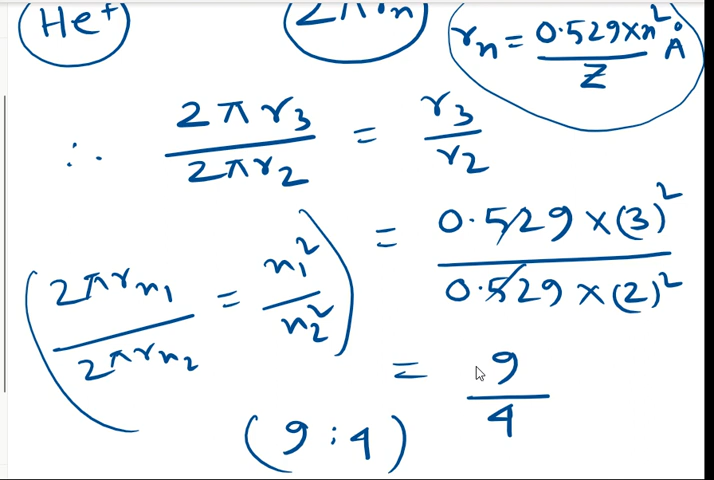 He⁺
2πrₙ
rₙ = 0.529×n² / Z Å
∴ 2πr₃ / 2πr₂ = r₃ / r₂
= 0.529 × (3)² / 0.529 × (2)²
( 2πrₙ₁ / 2πrₙ₂ = n₁² / n₂² )
= 9 / 4
(9 : 4)